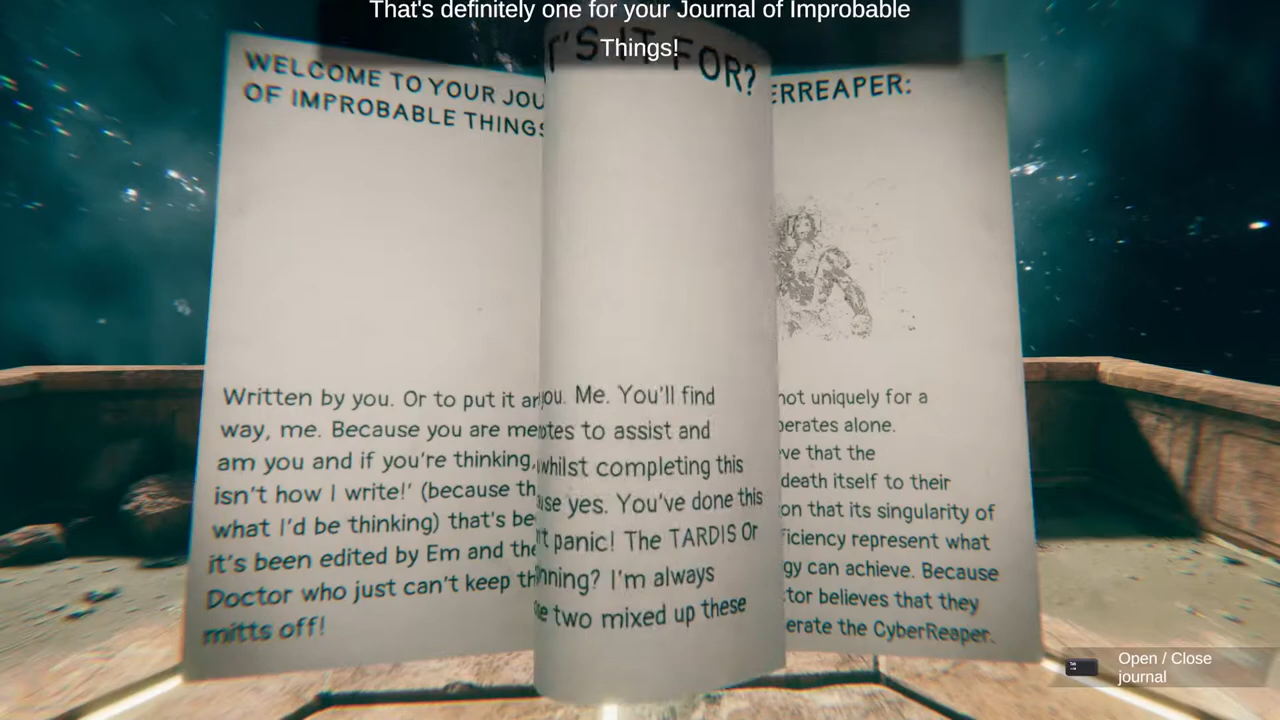 That's definitely one for your Journal of Improbable
Things!
WELCOME TO YOUR JOU
OF IMPROBABLE THINGS
Written by you. Or to put it an
way, me. Because you are me
am you and if you're thinking,
isn't how I write!' (because th
what I'd be thinking) that's be
it's been edited by Em and the
Doctor who just can't keep th
mitts off!
T'S IT FOR?
you. Me. You'll find
otes to assist and
whilst completing this
use yes. You've done this
't panic! The TARDIS Or
nning? I'm always
e two mixed up these
ERREAPER:
not uniquely for a
perates alone.
ve that the
death itself to their
on that its singularity of
ficiency represent what
gy can achieve. Because
tor believes that they
erate the CyberReaper.
Open / Close
journal